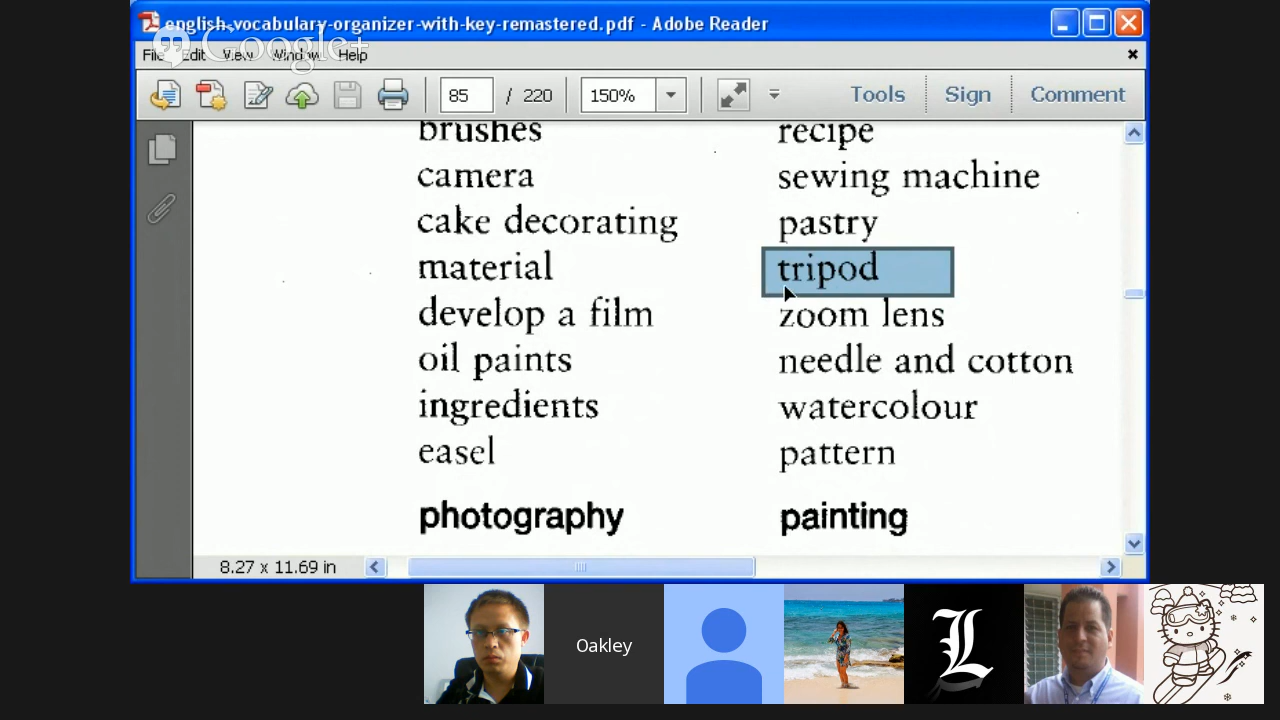 english-vocabulary-organizer-with-key-remastered.pdf - Adobe Reader
Google+
File Edit View Window Help
85 / 220 150% Tools Sign Comment
brushes recipe
camera sewing machine
cake decorating pastry
material tripod
develop a film zoom lens
oil paints needle and cotton
ingredients watercolour
easel pattern
photography painting
8.27 x 11.69 in
Oakley
L